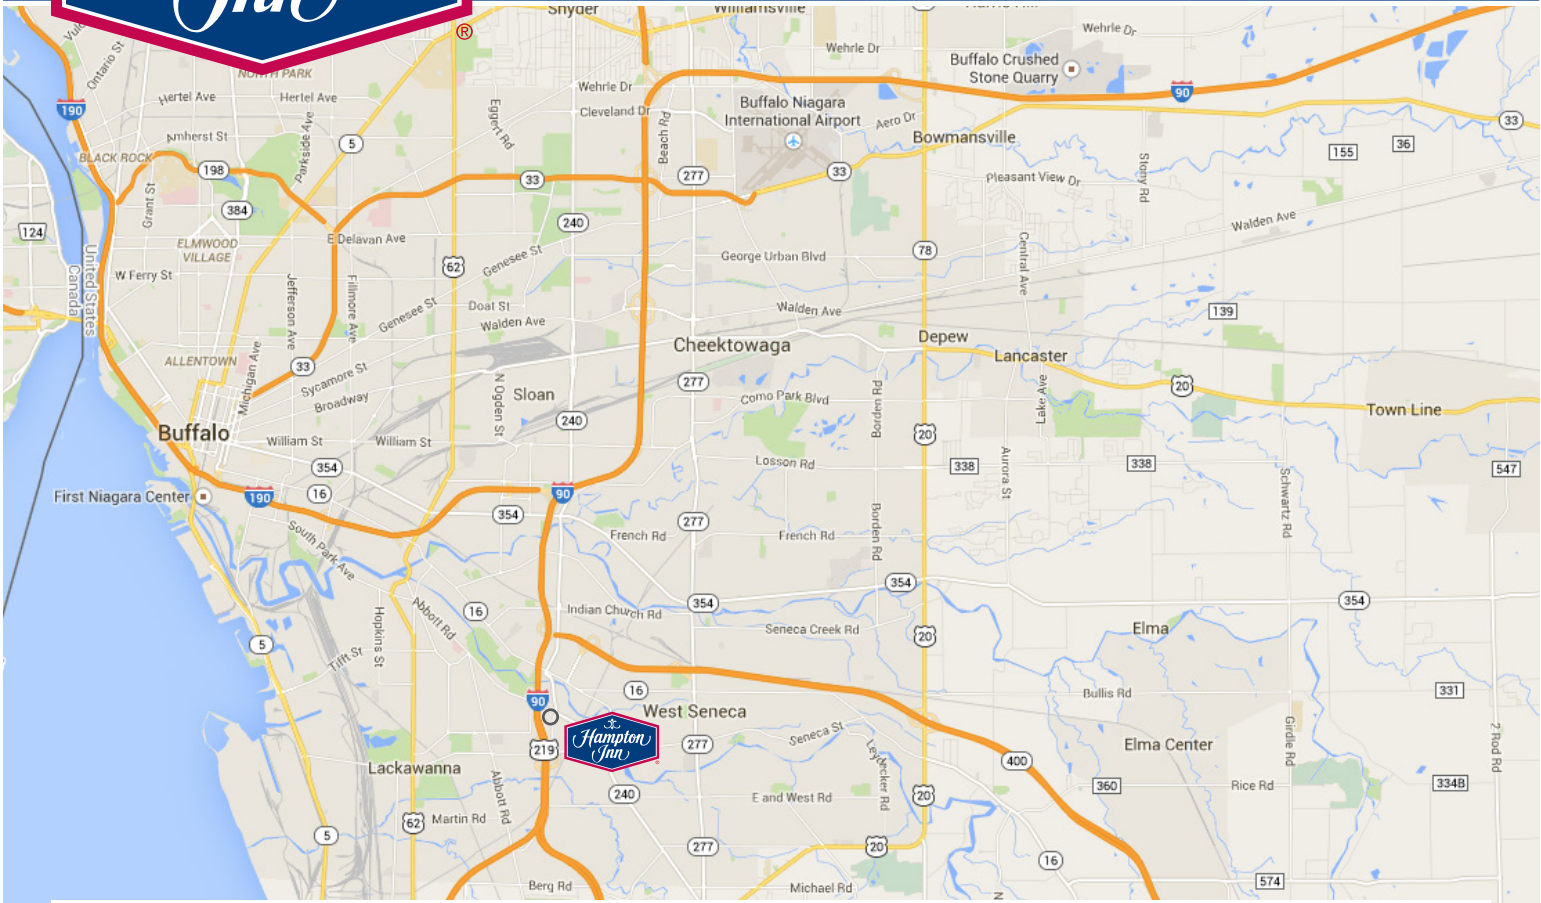 Inn
®
Snyder
Williamsville
Wehrle Dr
Wehrle Dr
Buffalo Crushed
Stone Quarry
Ontario St
NORTH PARK
190
Hertel Ave
Hertel Ave
Eggert Rd
Wehrle Dr
Cleveland Dr
90
Buffalo Niagara
International Airport
Aero Dr
Bowmansville
33
Beach Rd
Amherst St
Parkside Ave
5
BLACK ROCK
198
33
277
33
155
36
Stony Rd
Pleasant View Dr
Grant St
384
240
Walden Ave
124
ELMWOOD
VILLAGE
E Delavan Ave
62
Genesee St
George Urban Blvd
78
Central Ave
United States
Canada
W Ferry St
Jefferson Ave
Fillmore Ave
Genesee St
Doat St
Walden Ave
Walden Ave
139
Cheektowaga
Depew
Lancaster
ALLENTOWN
33
Michigan Ave
Sycamore St
Broadway
N Ogden St
Sloan
277
Como Park Blvd
Borden Rd
Lake Ave
20
Town Line
240
Buffalo
William St
William St
20
354
Losson Rd
338
Aurora St
338
547
First Niagara Center
190
16
90
354
277
Schwartz Rd
South Park Ave
French Rd
French Rd
Borden Rd
354
354
354
16
Abbott Rd
Hopkins St
Indian Church Rd
Seneca Creek Rd
20
Elma
5
Tifft St
90
16
West Seneca
Bullis Rd
331
Hampton
Inn
®
219
277
Seneca St
Leydecker Rd
Elma Center
Girdle Rd
2 Rod Rd
Lackawanna
400
Abbott Rd
240
E and West Rd
20
360
Rice Rd
334B
62
Martin Rd
5
277
20
16
Berg Rd
Michael Rd
574
N